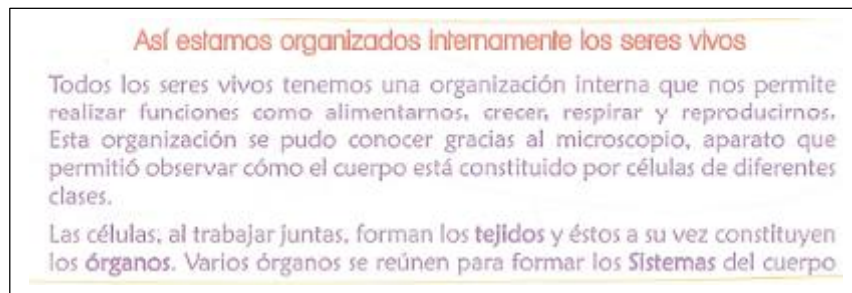 Así estamos organizados internamente los seres vivos
Todos los seres vivos tenemos una organización interna que nos permite
realizar funciones como alimentarnos, crecer, respirar y reproducirnos.
Esta organización se pudo conocer gracias al microscopio, aparato que
permitió observar cómo el cuerpo está constituido por células de diferentes
clases.
Las células, al trabajar juntas, forman los tejidos y éstos a su vez constituyen
los órganos. Varios órganos se reúnen para formar los Sistemas del cuerpo